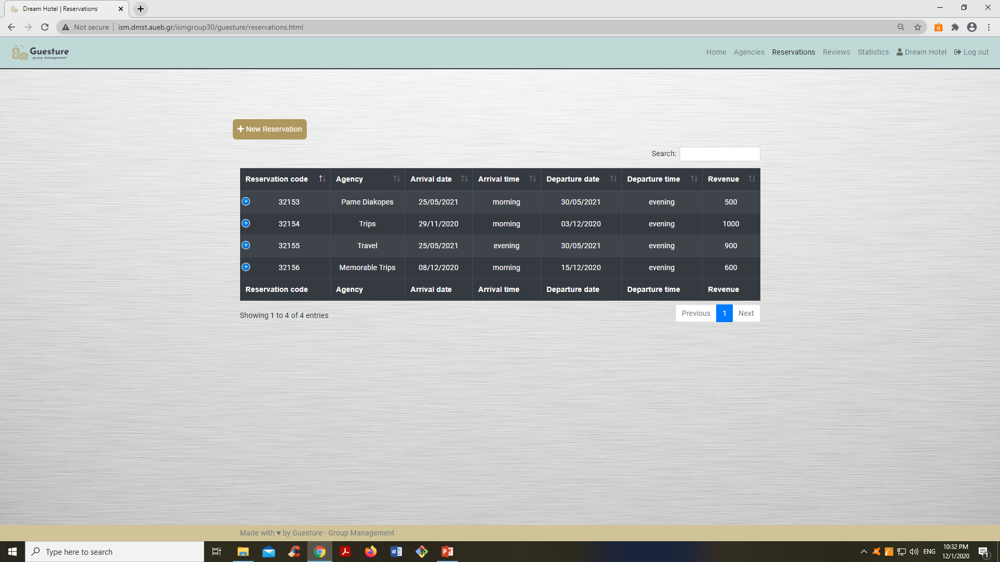 Dream Hotel | Reservations
Not secure
ism.dmst.aueb.gr/ismgroup30/guesture/reservations.html
Guesture
group management
Home Agencies Reservations Reviews Statistics Dream Hotel Log out
New Reservation
Search:
Reservation code Agency Arrival date Arrival time Departure date Departure time Revenue
32153 Pame Diakopes 25/05/2021 morning 30/05/2021 evening 500
32154 Trips 29/11/2020 morning 03/12/2020 evening 1000
32155 Travel 25/05/2021 evening 30/05/2021 evening 900
32156 Memorable Trips 08/12/2020 morning 15/12/2020 evening 600
Reservation code Agency Arrival date Arrival time Departure date Departure time Revenue
Showing 1 to 4 of 4 entries
Previous 1 Next
Made with ♥ by Guesture - Group Management
Type here to search
ENG
10:32 PM
12/1/2020
1